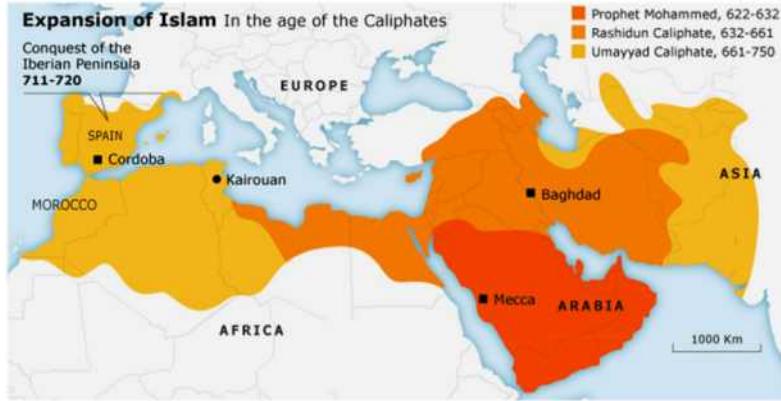 Expansion of Islam In the age of the Caliphates
Prophet Mohammed, 622-632
Rashidun Caliphate, 632-661
Umayyad Caliphate, 661-750
Conquest of the
Iberian Peninsula
711-720
EUROPE
SPAIN
Cordoba
Kairouan
ASIA
Baghdad
MOROCCO
Mecca
ARABIA
AFRICA
1000 Km